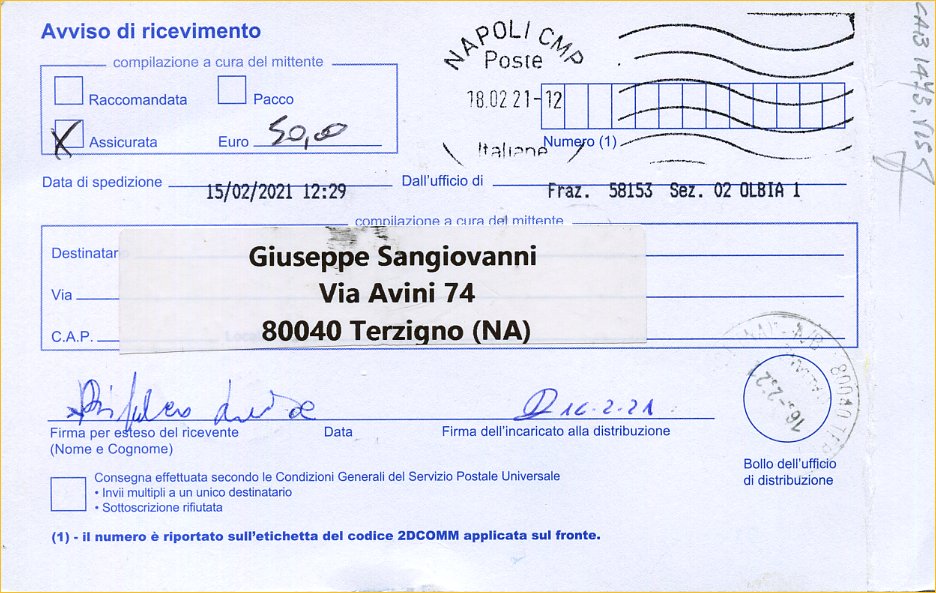 Avviso di ricevimento
compilazione a cura del mittente
Raccomandata Pacco
X Assicurata Euro 50,00
NAPOLI CMP
Poste
18.02 21-12
Italiane
Numero (1)
Data di spedizione 15/02/2021 12:29 Dall'ufficio di Fraz. 58153 Sez. 02 OLBIA 1
compilazione a cura del mittente
Destinatario
Via
C.A.P.
Giuseppe Sangiovanni
Via Avini 74
80040 Terzigno (NA)
16.2.21
Firma per esteso del ricevente Data Firma dell'incaricato alla distribuzione
(Nome e Cognome)
80040 TER
Bollo dell'ufficio
di distribuzione
Consegna effettuata secondo le Condizioni Generali del Servizio Postale Universale
• Invii multipli a un unico destinatario
• Sottoscrizione rifiutata
(1) - il numero è riportato sull'etichetta del codice 2DCOMM applicata sul fronte.